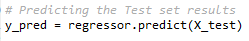 # Predicting the Test set results
y_pred = regressor.predict(X_test)